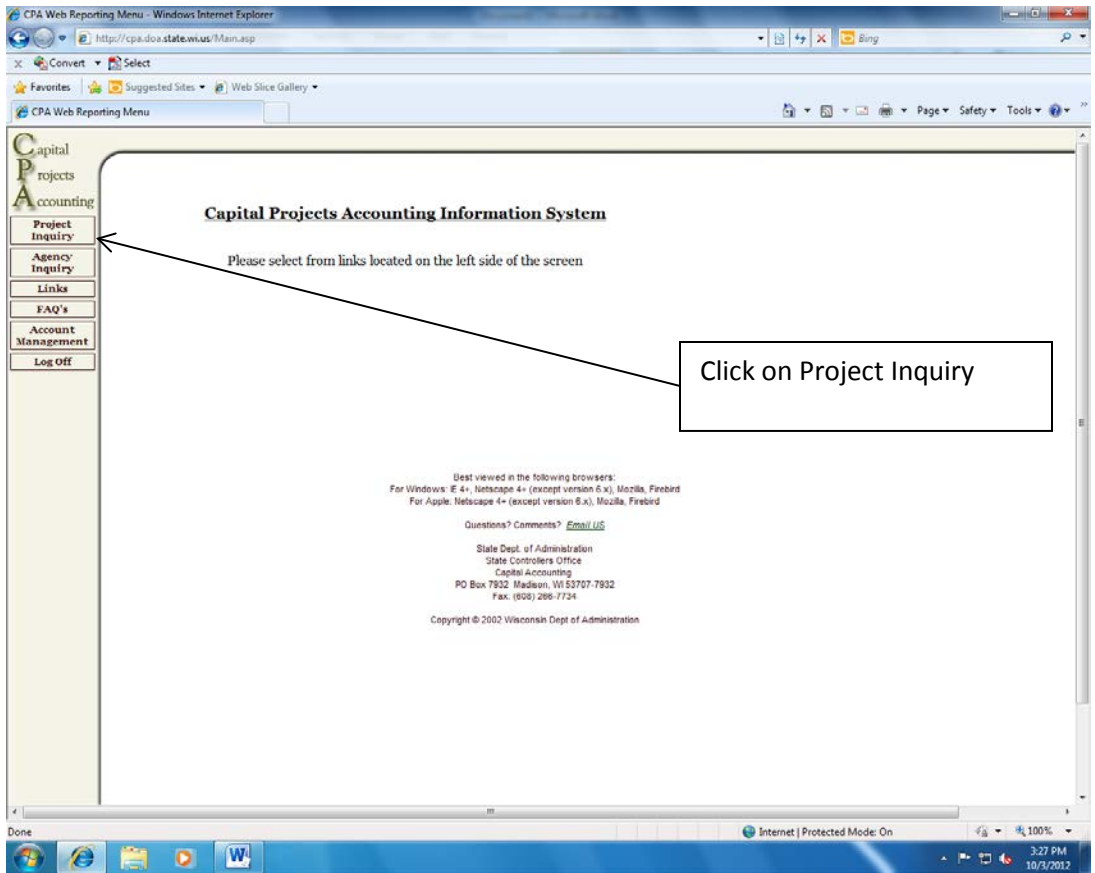 CPA Web Reporting Menu - Windows Internet Explorer
http://cpa.doa.state.wi.us/Main.asp
Bing
x Convert Select
Favorites Suggested Sites Web Slice Gallery
CPA Web Reporting Menu
Page Safety Tools
Capital
Projects
Accounting
Project
Inquiry
Agency
Inquiry
Links
FAQ's
Account
Management
Log Off
Capital Projects Accounting Information System
Please select from links located on the left side of the screen
Click on Project Inquiry
Best viewed in the following browsers:
For Windows: IE 4+, Netscape 4+ (except version 6.x), Mozilla, Firebird
For Apple: Netscape 4+ (except version 6.x), Mozilla, Firebird
Questions? Comments? Email US
State Dept. of Administration
State Controllers Office
Capital Accounting
PO Box 7932 Madison, WI 53707-7932
Fax: (608) 266-7734
Copyright © 2002 Wisconsin Dept of Administration
Done
Internet | Protected Mode: On
100%
3:27 PM
10/3/2012